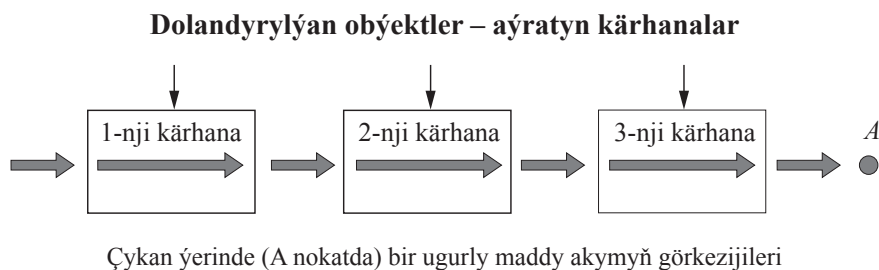 Dolandyrylýan obýektler – aýratyn kärhanalar
1-nji kärhana
2-nji kärhana
3-nji kärhana
A
Çykan ýerinde (A nokatda) bir ugurly maddy akymyň görkezijileri